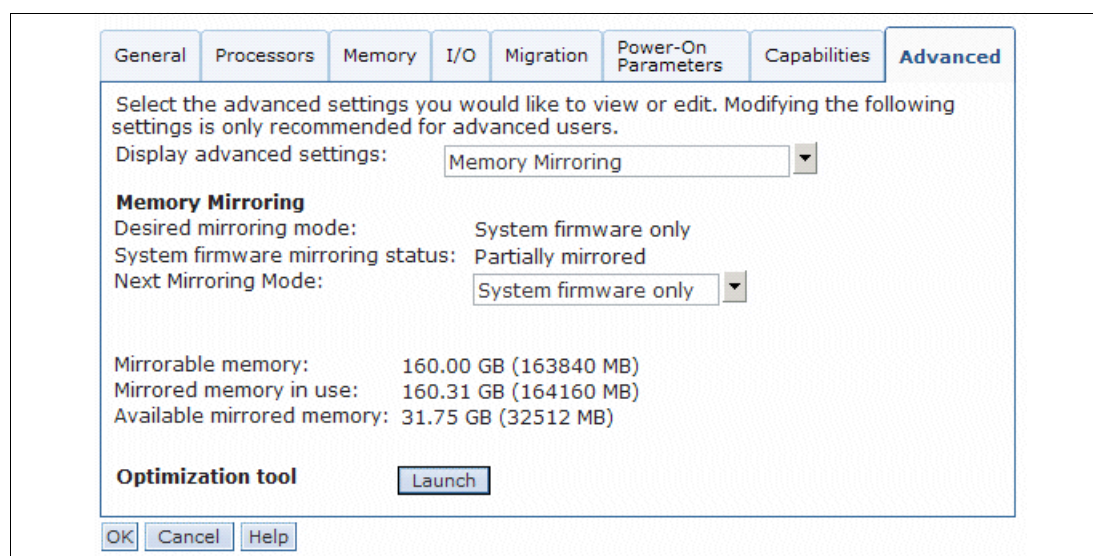 General Processors Memory I/O Migration Power-On Parameters Capabilities Advanced
Select the advanced settings you would like to view or edit. Modifying the following
settings is only recommended for advanced users.
Display advanced settings: Memory Mirroring
Memory Mirroring
Desired mirroring mode: System firmware only
System firmware mirroring status: Partially mirrored
Next Mirroring Mode: System firmware only
Mirrorable memory: 160.00 GB (163840 MB)
Mirrored memory in use: 160.31 GB (164160 MB)
Available mirrored memory: 31.75 GB (32512 MB)
Optimization tool Launch
OK Cancel Help